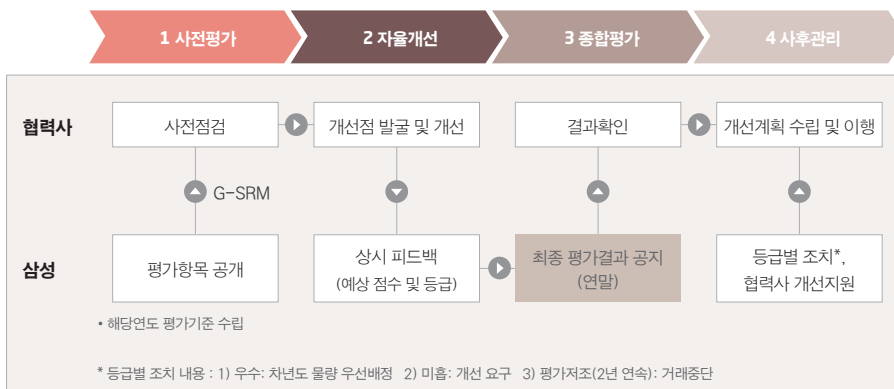 1 사전평가
2 자율개선
3 종합평가
4 사후관리
협력사
사전점검
개선점 발굴 및 개선
결과확인
개선계획 수립 및 이행
G-SRM
삼성
평가항목 공개
상시 피드백
(예상 점수 및 등급)
최종 평가결과 공지
(연말)
등급별 조치*,
협력사 개선지원
• 해당연도 평가기준 수립
* 등급별 조치 내용 : 1) 우수: 차년도 물량 우선배정 2) 미흡: 개선 요구 3) 평가저조(2년 연속): 거래중단